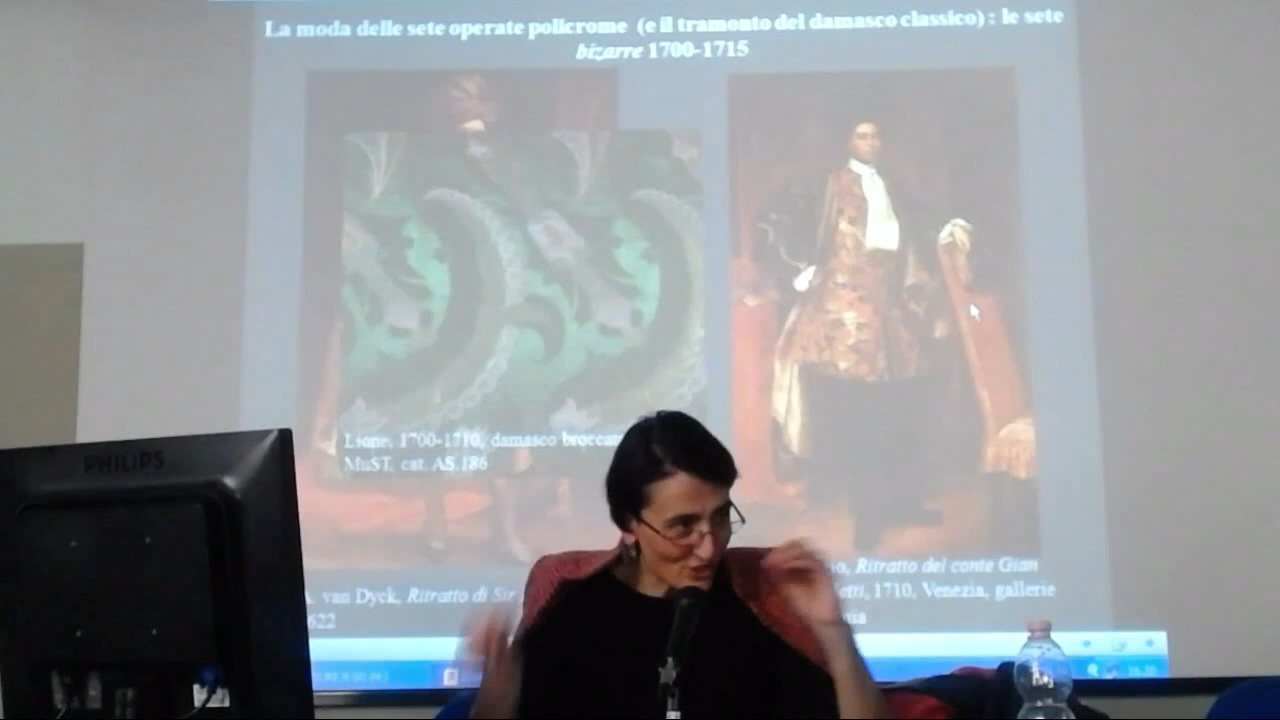 La moda delle sete operate policrome (e il tramonto del damasco classico) : le sete
bizarre 1700-1715
Lione, 1700-1710, damasco
MuST, cat. AS.186
van Dyck, Ritratto di Sir
622
Ritratto del conte Gian
1710, Venezia, gallerie
PHILIPS